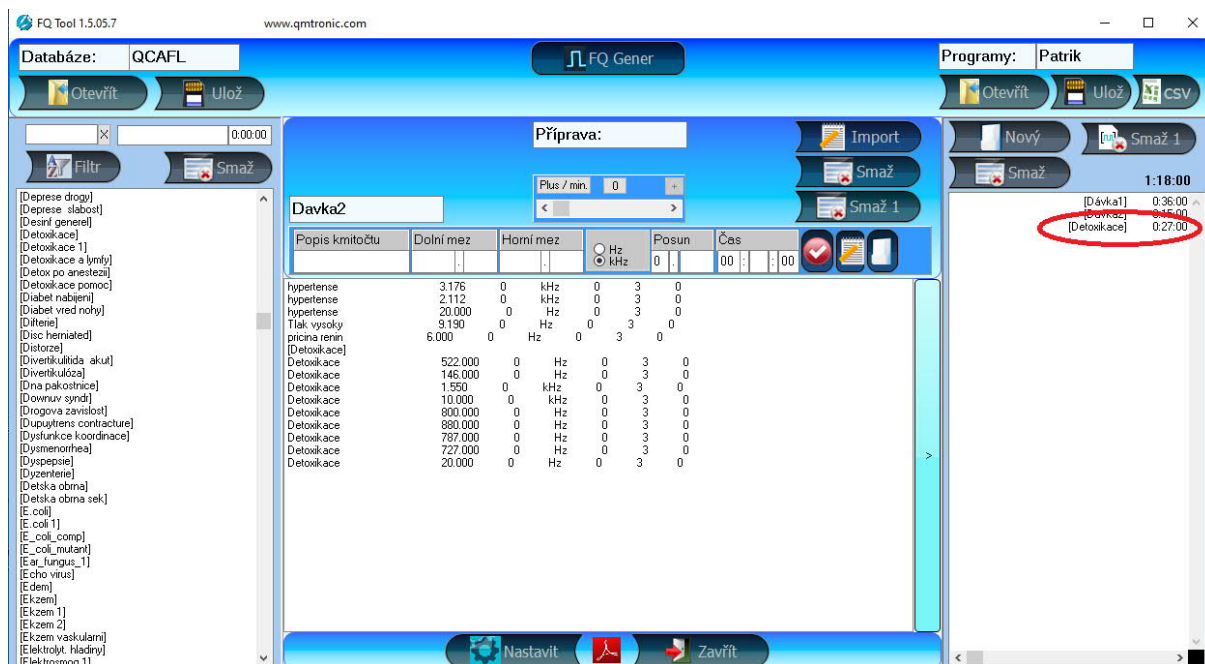 FQ Tool 1.5.05.7 www.qmtronic.com
Databáze: QCAFL
FQ Gener
Programy: Patrik
Otevřít Ulož
Otevřít Ulož CSV
X 0:00:00
Filtr Smaž
Příprava:
Import
Smaž
Smaž 1
Plus / min. 0 +
< >
Davka2
Nový Smaž 1
Smaž 1:18:00
Popis kmitočtu Dolní mez Horní mez Hz kHz Posun Čas
. . 0 . 00 : : 00
[Deprese drogy]
[Deprese slabost]
[Desinf generel]
[Detoxikace]
[Detoxikace 1]
[Detoxikace a lymfy]
[Detox po anestezii]
[Detoxikace pomoc]
[Diabet nabijeni]
[Diabet vred nohy]
[Difterie]
[Disc herniated]
[Distorze]
[Divertikulitida akut]
[Divertikulóza]
[Dna pakostnice]
[Downuv syndr]
[Drogova zavislost]
[Dupuytrens contracture]
[Dysfunkce koordinace]
[Dysmenorrhea]
[Dyspepsie]
[Dyzenterie]
[Detska obrna]
[Detska obrna sek]
[E.coli]
[E.coli 1]
[E_coli_comp]
[E_coli_mutant]
[Ear_fungus_1]
[Echo virus]
[Edem]
[Ekzem]
[Ekzem 1]
[Ekzem 2]
[Ekzem vaskularni]
[Elektrolyt. hladiny]
[Elektrosmog 1]
hypertense 3.176 0 kHz 0 3 0
hypertense 2.112 0 kHz 0 3 0
hypertense 20.000 0 Hz 0 3 0
Tlak vysoky 9.190 0 Hz 0 3 0
pricina renin 6.000 0 Hz 0 3 0
[Detoxikace]
Detoxikace 522.000 0 Hz 0 3 0
Detoxikace 146.000 0 Hz 0 3 0
Detoxikace 1.550 0 kHz 0 3 0
Detoxikace 10.000 0 kHz 0 3 0
Detoxikace 800.000 0 Hz 0 3 0
Detoxikace 880.000 0 Hz 0 3 0
Detoxikace 787.000 0 Hz 0 3 0
Detoxikace 727.000 0 Hz 0 3 0
Detoxikace 20.000 0 Hz 0 3 0
>
[Dávka1] 0:36:00
[Davka2] 0:15:00
[Detoxikace] 0:27:00
Nastavit Zavřít
< >